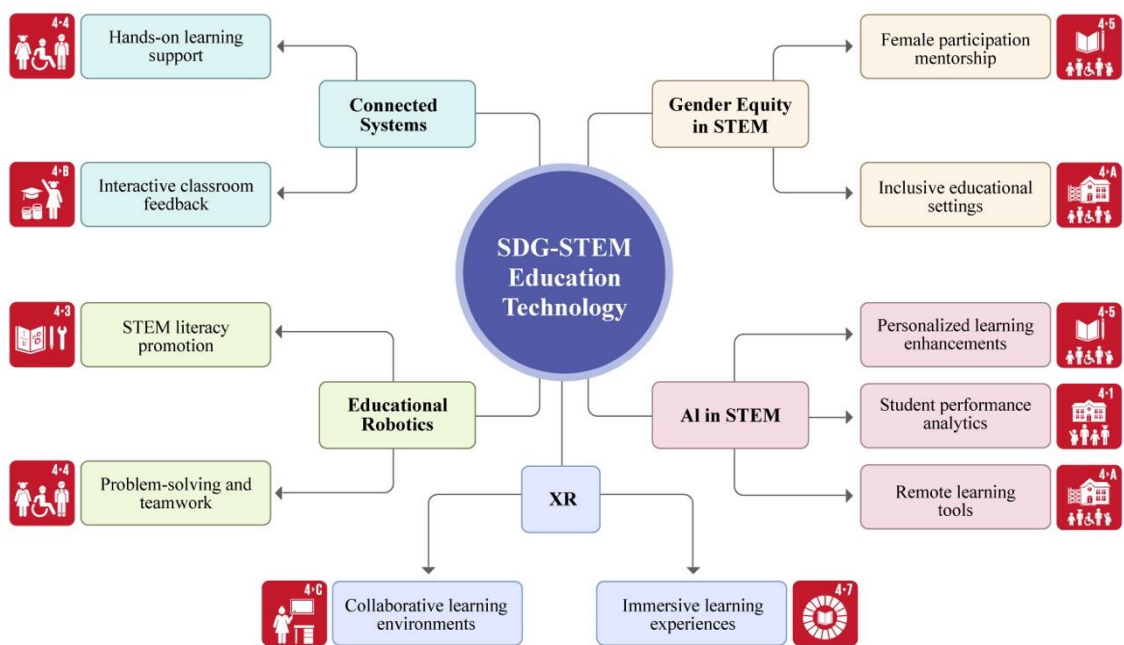 4·4
Hands-on learning
support
Connected
Systems
4·B
Interactive classroom
feedback
Female participation
mentorship
4·5
Gender Equity
in STEM
Inclusive educational
settings
4·A
SDG-STEM
Education
Technology
4·3
STEM literacy
promotion
Educational
Robotics
4·4
Problem-solving and
teamwork
Personalized learning
enhancements
4·5
AI in STEM
Student performance
analytics
4·1
Remote learning
tools
4·A
XR
4·C
Collaborative learning
environments
Immersive learning
experiences
4·7